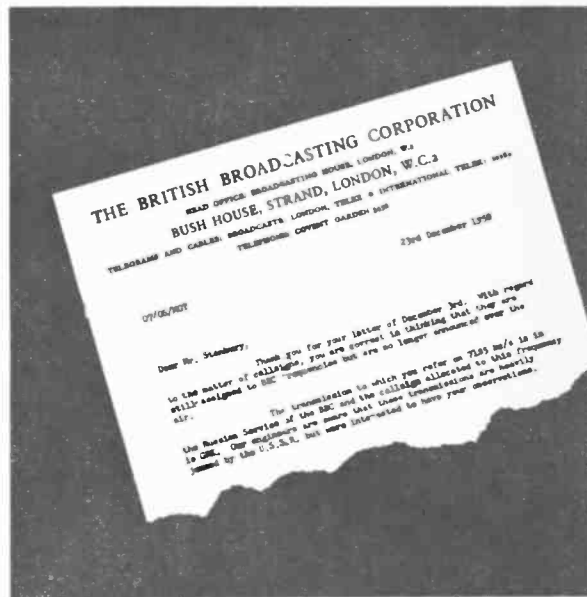 THE BRITISH BROADCASTING CORPORATION
HEAD OFFICE: BROADCASTING HOUSE, LONDON, W.1
BUSH HOUSE, STRAND, LONDON, W.C.2
TELEGRAMS AND CABLES: BROADCASTS LONDON, TELEX INTERNATIONAL TELEX:
TELEPHONE: COVENT GARDEN
23rd December 1958
Dear Mr. Stanbury,
Thank you for your letter of December 3rd. With regard
to the matter of callsigns, you are correct in thinking that they are
still assigned to BBC frequencies but are no longer announced over the
air.
The transmission to which you refer on kc/s is in
the Russian Service of the BBC and the callsign allocated to this frequency
is Our engineers are aware that these transmissions are heavily
jammed by the U.S.S.R. but were interested to have your observations.